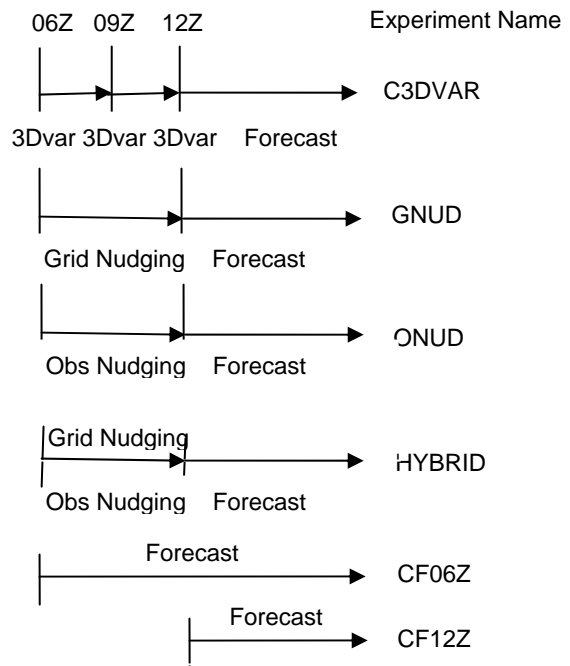 06Z 09Z 12Z Experiment Name
C3DVAR
3Dvar 3Dvar 3Dvar Forecast
GNUD
Grid Nudging Forecast
ONUD
Obs Nudging Forecast
Grid Nudging
HYBRID
Obs Nudging Forecast
Forecast
CF06Z
Forecast
CF12Z